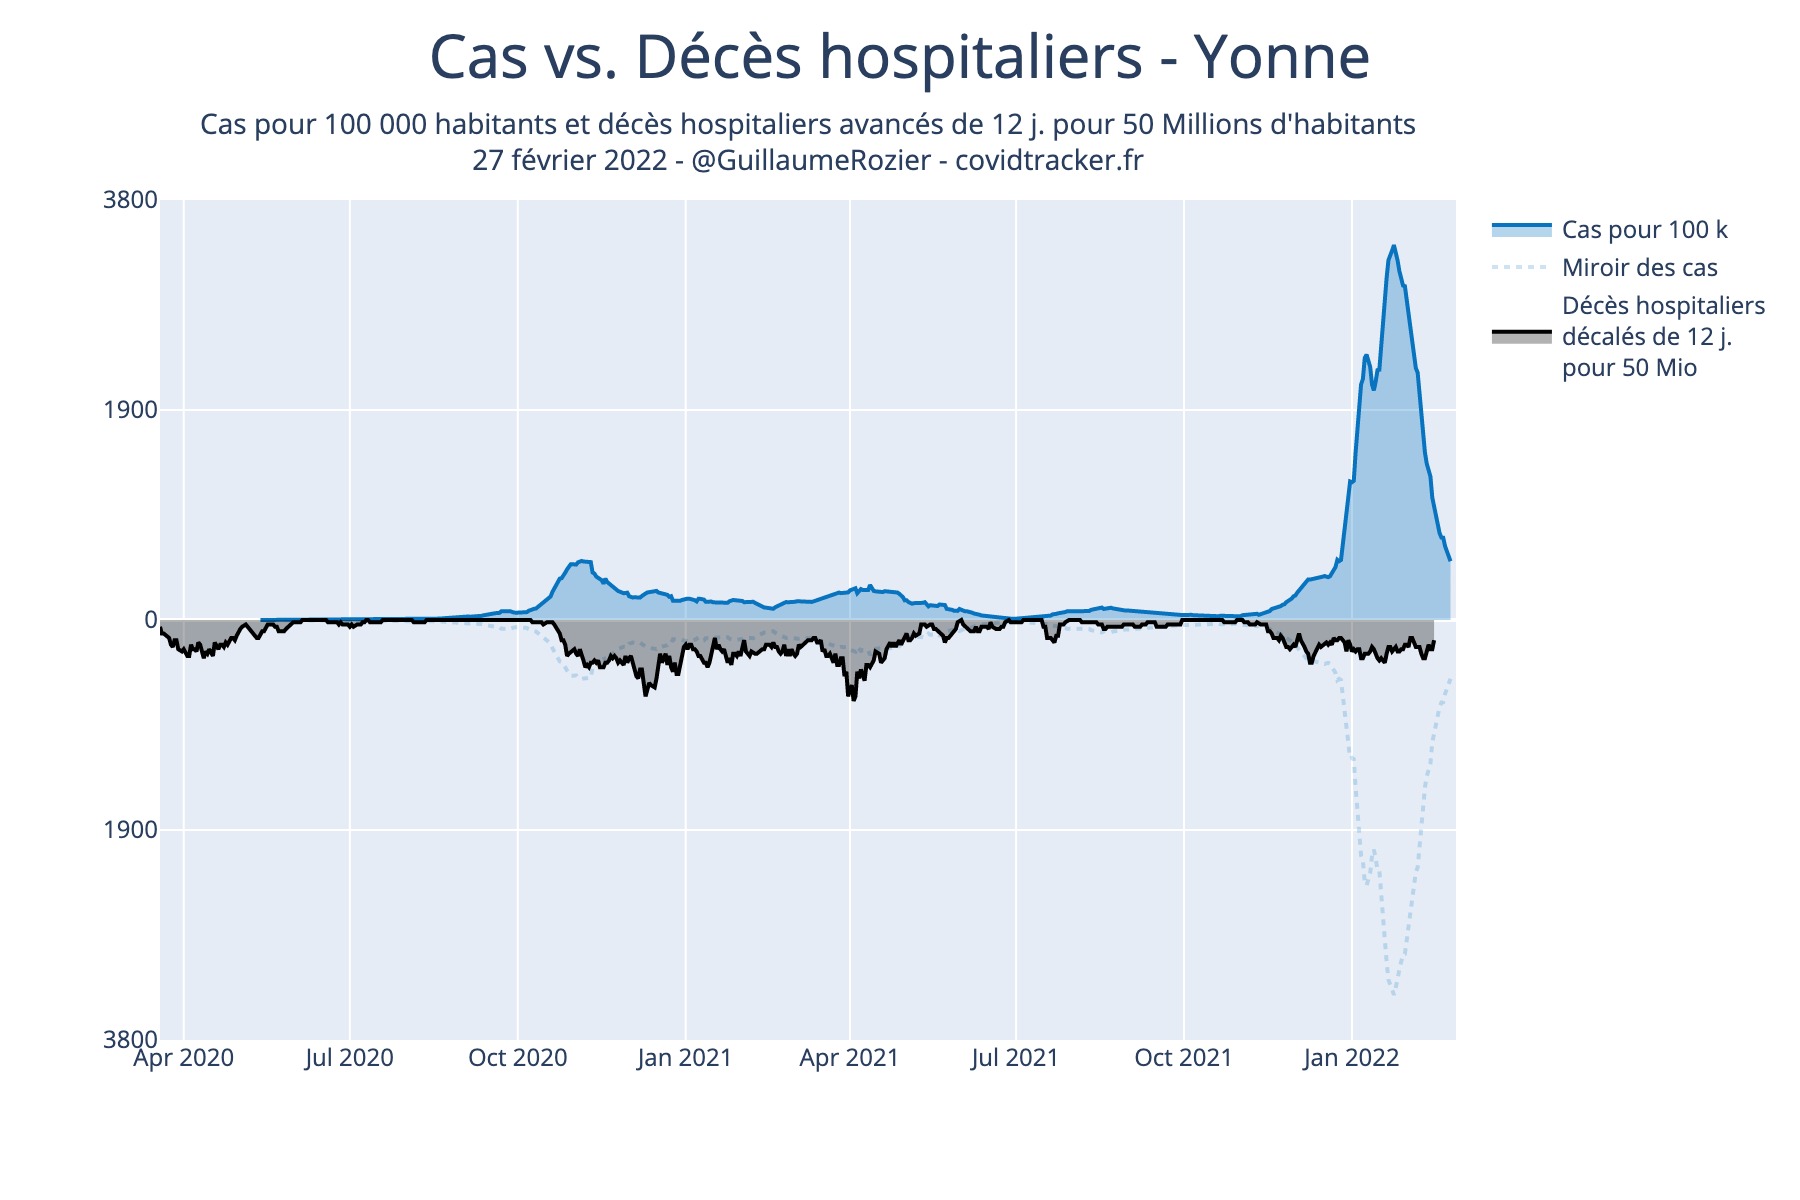 Cas vs. Décès hospitaliers - Yonne
Cas pour 100 000 habitants et décès hospitaliers avancés de 12 j. pour 50 Millions d'habitants
27 février 2022 - @GuillaumeRozier - covidtracker.fr
3800
1900
0
1900
3800
Apr 2020
Jul 2020
Oct 2020
Jan 2021
Apr 2021
Jul 2021
Oct 2021
Jan 2022
Cas pour 100 k
Miroir des cas
Décès hospitaliers
décalés de 12 j.
pour 50 Mio